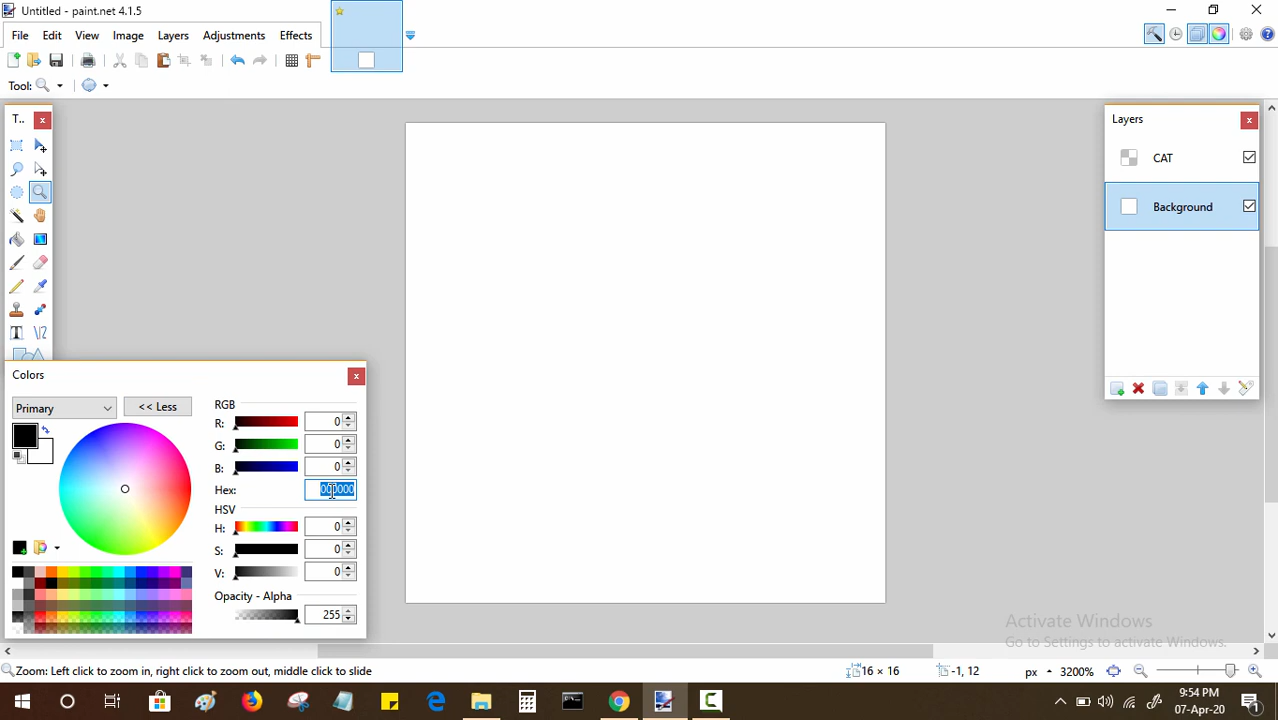 Untitled - paint.net 4.1.5
File Edit View Image Layers Adjustments Effects
Tool:
T..
Layers
CAT
Background
Colors
Primary
<< Less
RGB
R: 0
G: 0
B: 0
Hex: 000000
HSV
H: 0
S: 0
V: 0
Opacity - Alpha
255
Activate Windows
Go to Settings to activate Windows.
Zoom: Left click to zoom in, right click to zoom out, middle click to slide
16 × 16
-1, 12
px
3200%
9:54 PM
07-Apr-20
1